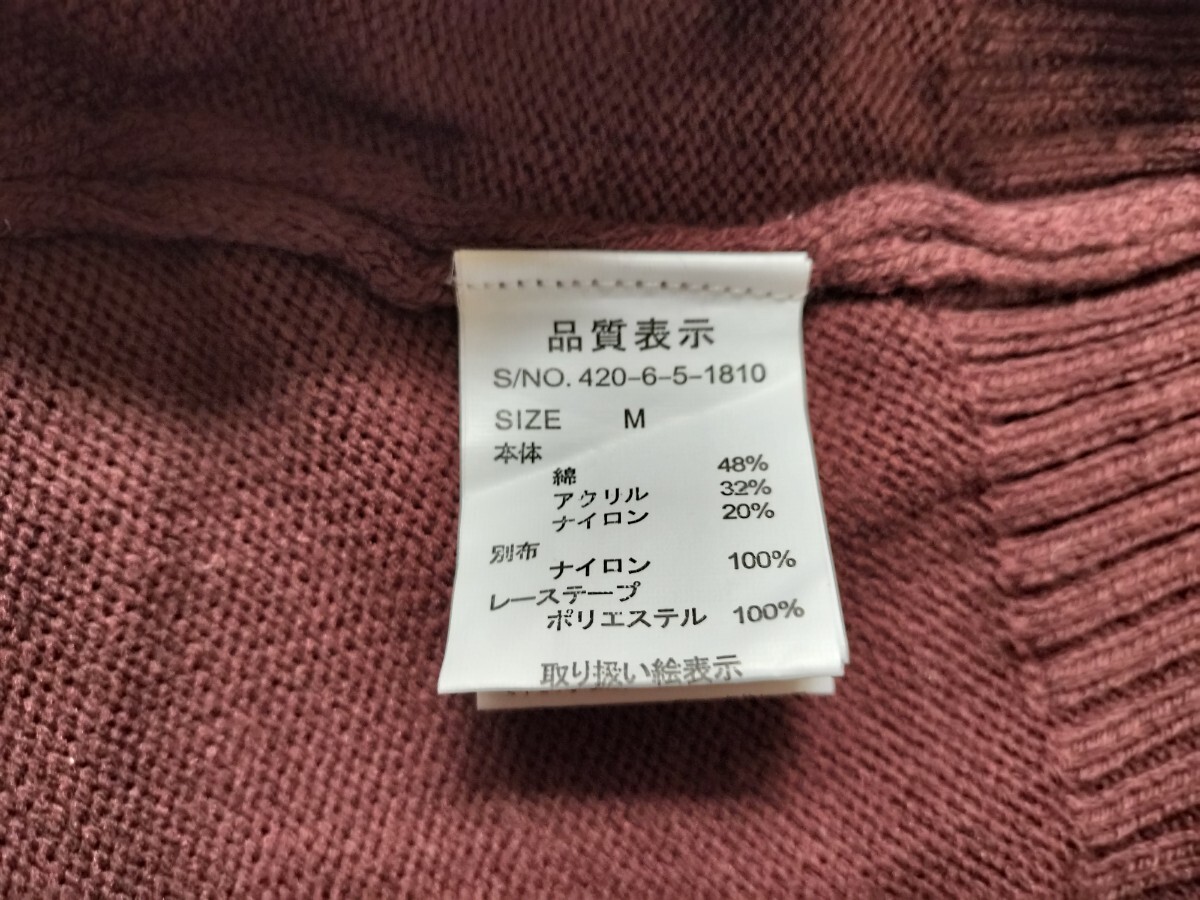 品質表示
S/NO. 420-6-5-1810
SIZE M
本体
綿 48%
アクリル 32%
ナイロン 20%
別布
ナイロン 100%
レーステープ
ポリエステル 100%
取り扱い絵表示